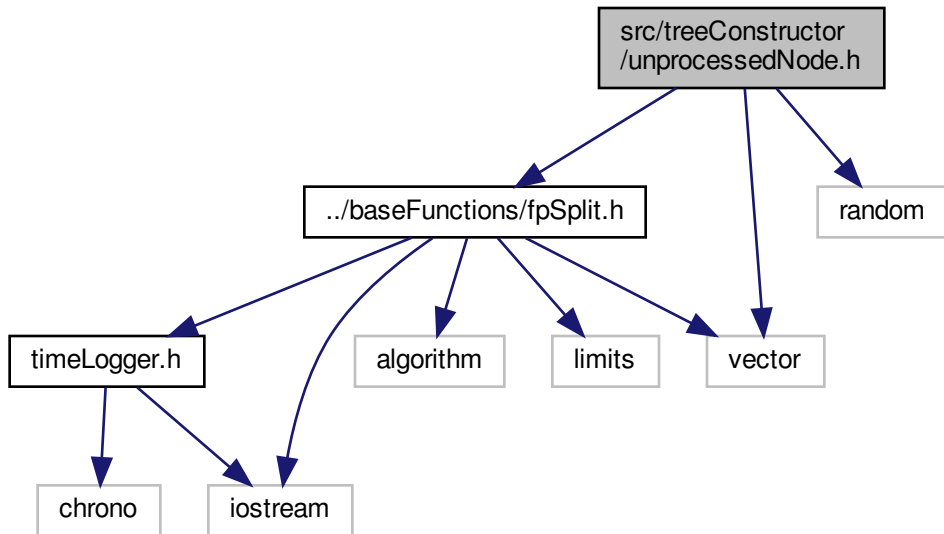 src/treeConstructor
/unprocessedNode.h
../baseFunctions/fpSplit.h
random
timeLogger.h
algorithm
limits
vector
chrono
iostream